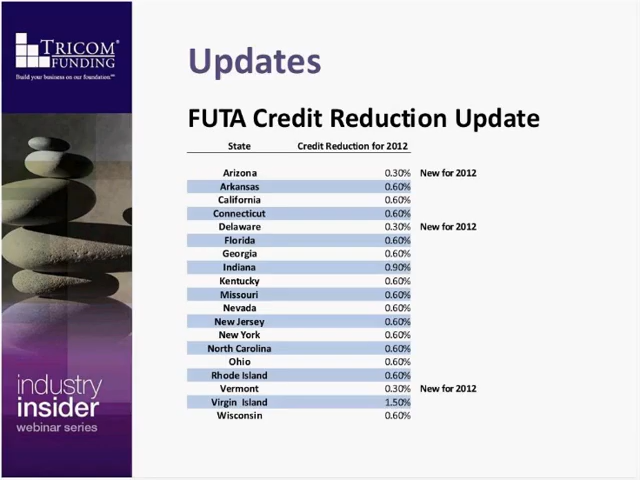 TRICOM®
FUNDING
Build your business on our foundation.℠
Updates
FUTA Credit Reduction Update
State Credit Reduction for 2012
Arizona 0.30% New for 2012
Arkansas 0.60%
California 0.60%
Connecticut 0.60%
Delaware 0.30% New for 2012
Florida 0.60%
Georgia 0.60%
Indiana 0.90%
Kentucky 0.60%
Missouri 0.60%
Nevada 0.60%
New Jersey 0.60%
New York 0.60%
North Carolina 0.60%
Ohio 0.60%
Rhode Island 0.60%
Vermont 0.30% New for 2012
Virgin Island 1.50%
Wisconsin 0.60%
industry
insider
webinar series